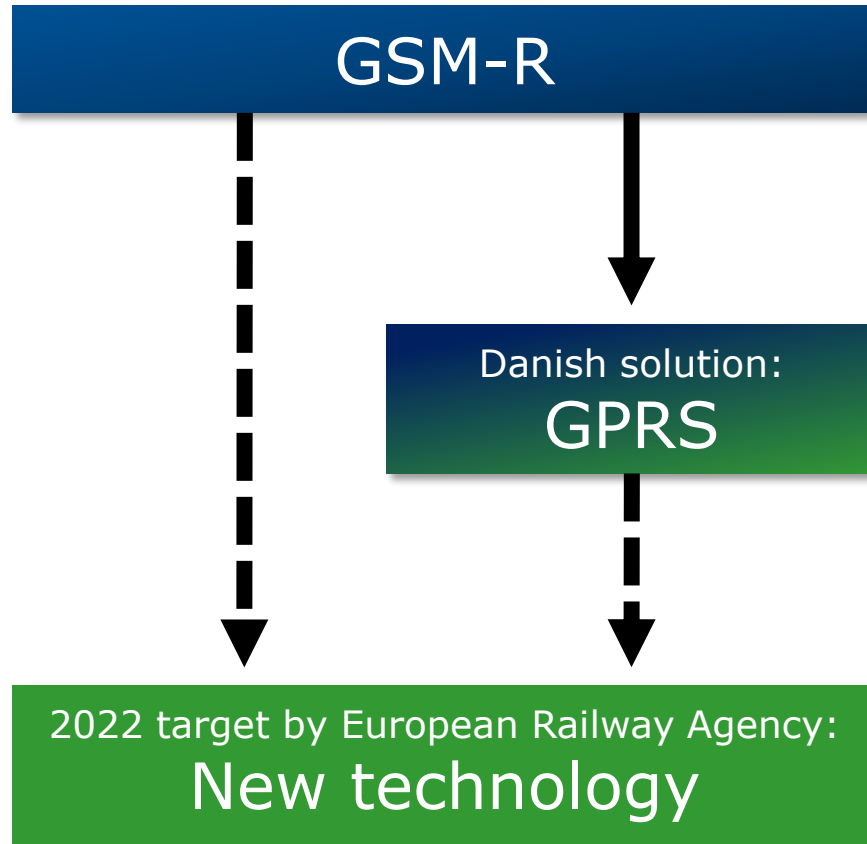 GSM-R
Danish solution:
GPRS
2022 target by European Railway Agency:
New technology